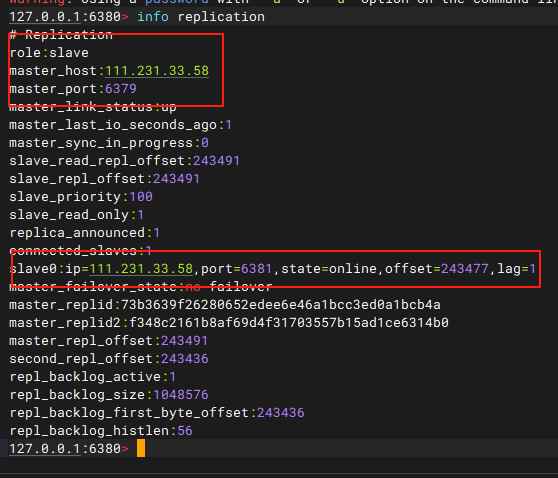 Warning: Using a password with '-a' or '-u' option on the command lin
127.0.0.1:6380> info replication
# Replication
role:slave
master_host:111.231.33.58
master_port:6379
master_link_status:up
master_last_io_seconds_ago:1
master_sync_in_progress:0
slave_read_repl_offset:243491
slave_repl_offset:243491
slave_priority:100
slave_read_only:1
replica_announced:1
connected_slaves:1
slave0:ip=111.231.33.58,port=6381,state=online,offset=243477,lag=1
master_failover_state:no-failover
master_replid:73b3639f26280652edee6e46a1bcc3ed0a1bcb4a
master_replid2:f348c2161b8af69d4f31703557b15ad1ce6314b0
master_repl_offset:243491
second_repl_offset:243436
repl_backlog_active:1
repl_backlog_size:1048576
repl_backlog_first_byte_offset:243436
repl_backlog_histlen:56
127.0.0.1:6380>